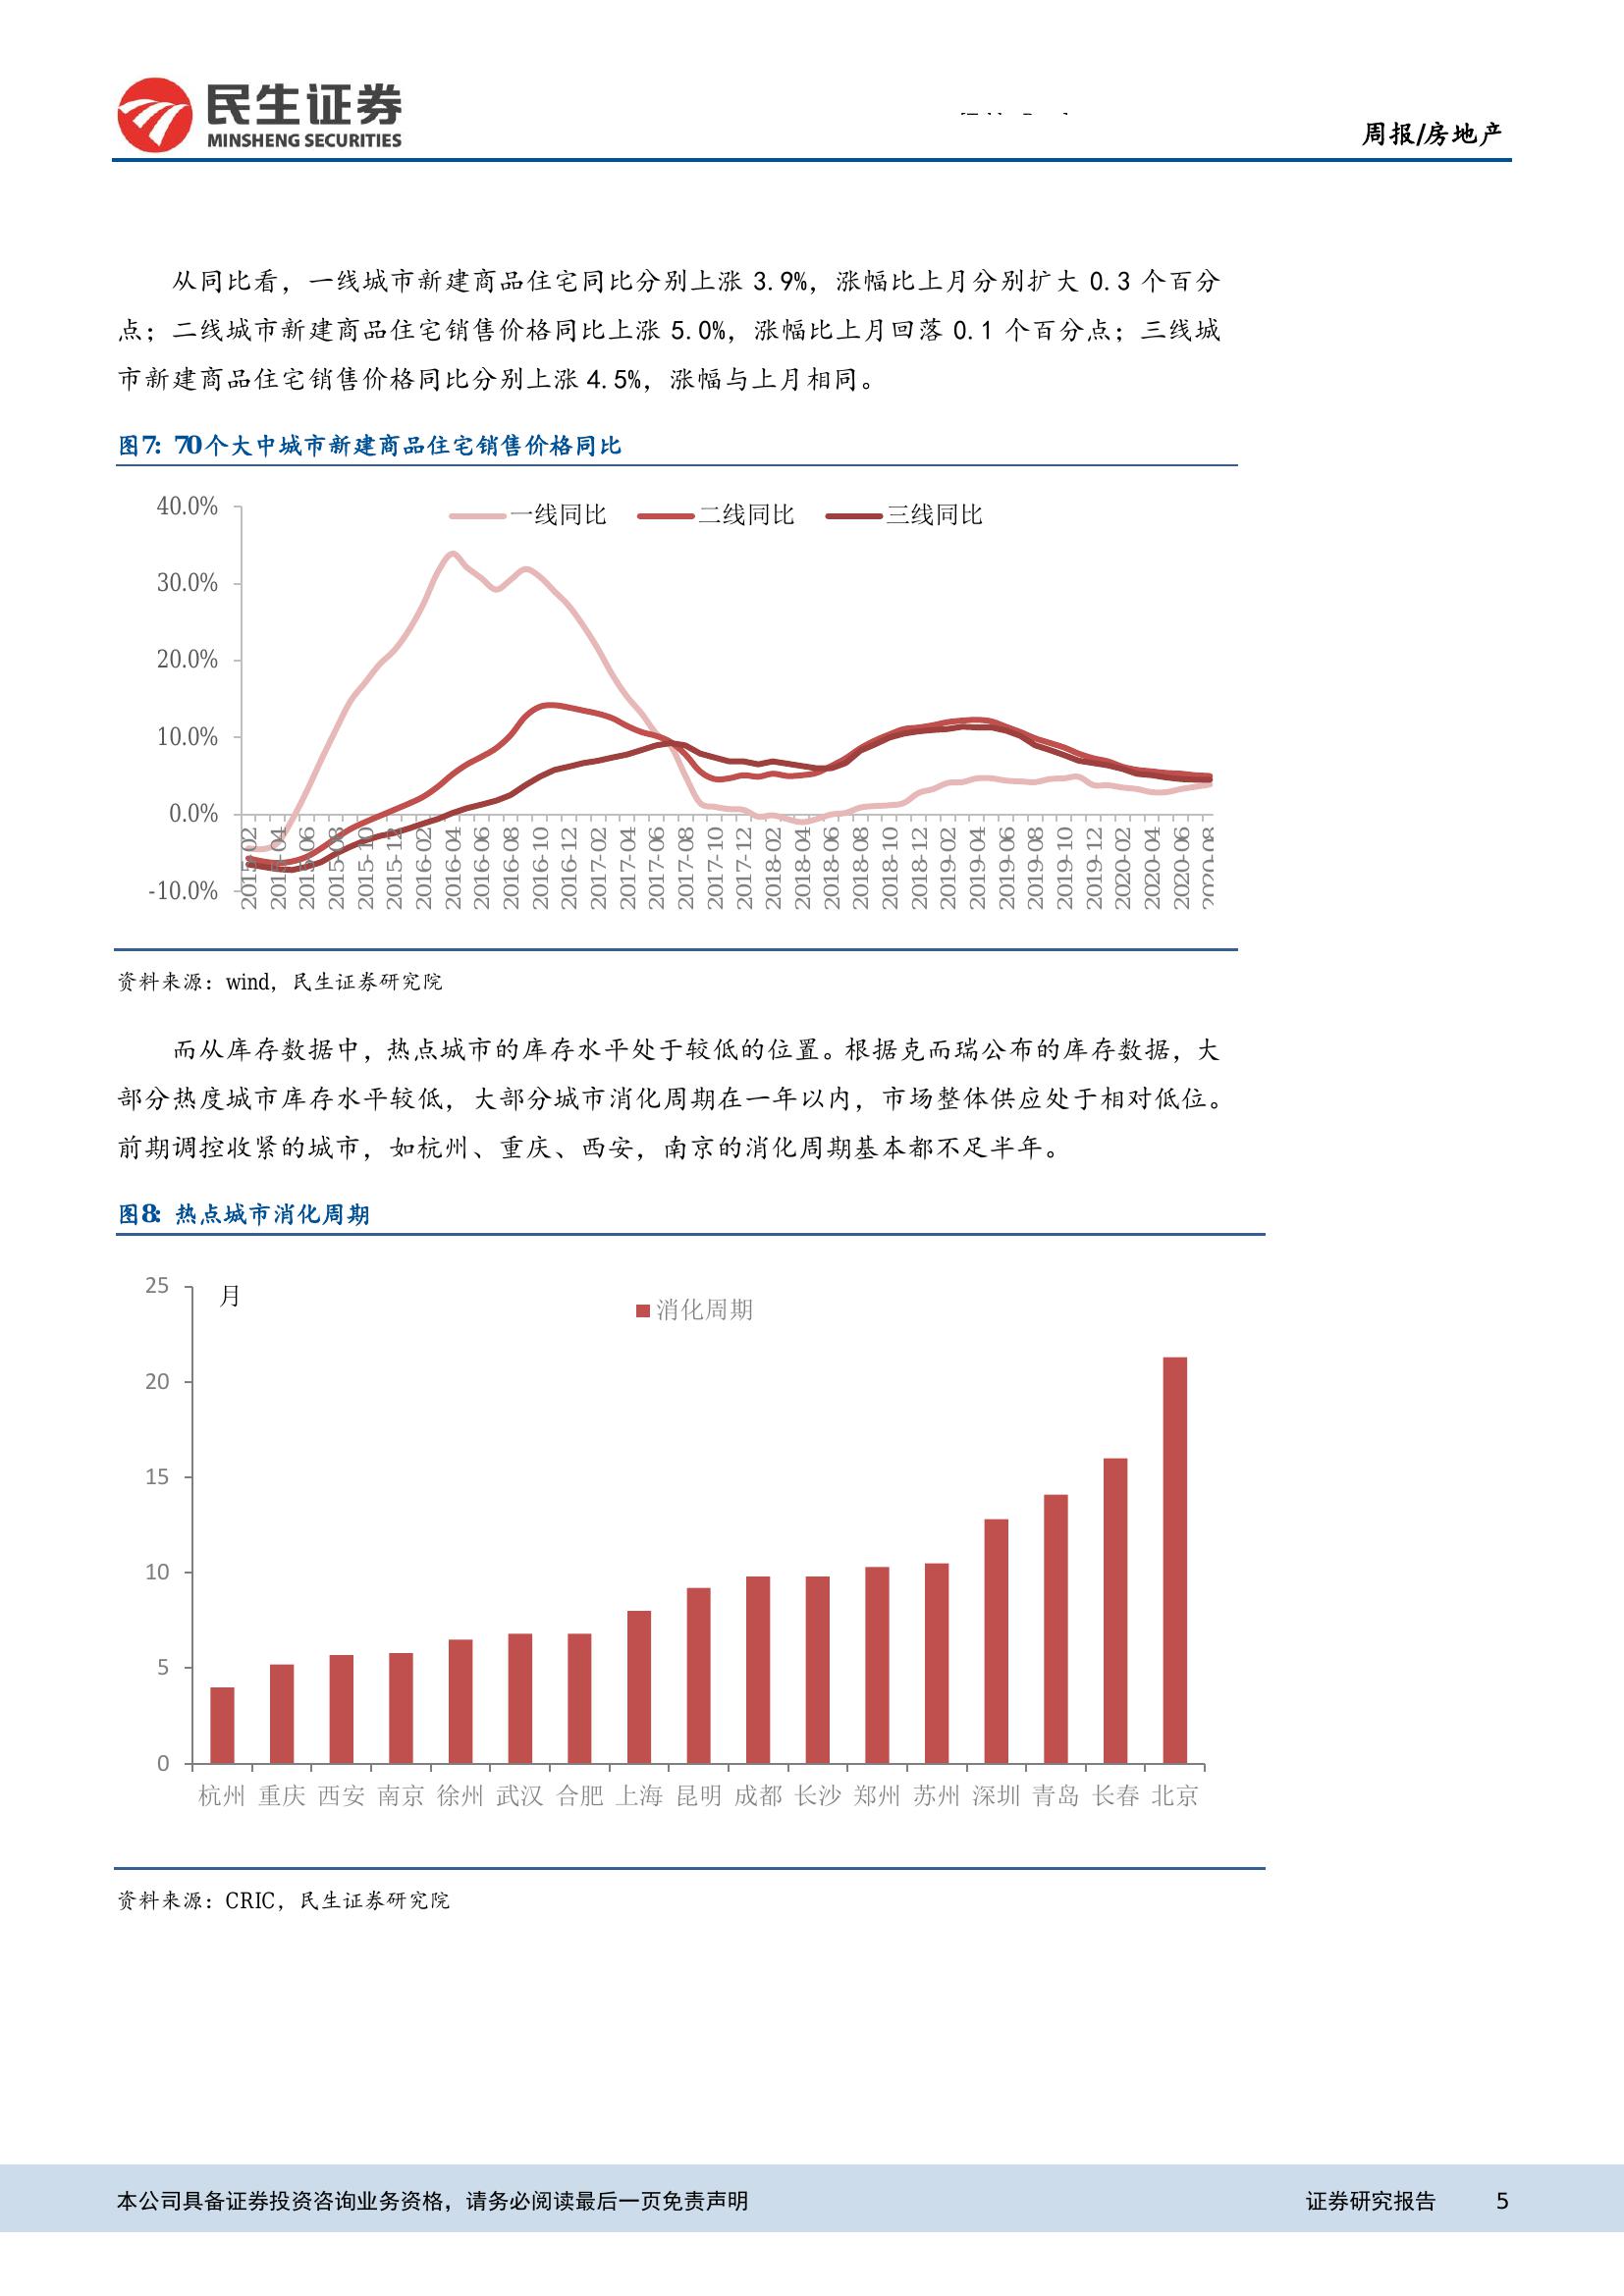 民生证券
MINSHENG SECURITIES
周报/房地产
从同比看，一线城市新建商品住宅同比分别上涨 3.9%，涨幅比上月分别扩大 0.3 个百分
点；二线城市新建商品住宅销售价格同比上涨 5.0%，涨幅比上月回落 0.1 个百分点；三线城
市新建商品住宅销售价格同比分别上涨 4.5%，涨幅与上月相同。
图7：70个大中城市新建商品住宅销售价格同比
一线同比 二线同比 三线同比
40.0%
30.0%
20.0%
10.0%
0.0%
-10.0%
2015-02 2015-04 2015-06 2015-08 2015-10 2015-12 2016-02 2016-04 2016-06 2016-08 2016-10 2016-12 2017-02 2017-04 2017-06 2017-08 2017-10 2017-12 2018-02 2018-04 2018-06 2018-08 2018-10 2018-12 2019-02 2019-04 2019-06 2019-08 2019-10 2019-12 2020-02 2020-04 2020-06 2020-08
资料来源：wind，民生证券研究院
而从库存数据中，热点城市的库存水平处于较低的位置。根据克而瑞公布的库存数据，大
部分热度城市库存水平较低，大部分城市消化周期在一年以内，市场整体供应处于相对低位。
前期调控收紧的城市，如杭州、重庆、西安，南京的消化周期基本都不足半年。
图8：热点城市消化周期
月
消化周期
25
20
15
10
5
0
杭州 重庆 西安 南京 徐州 武汉 合肥 上海 昆明 成都 长沙 郑州 苏州 深圳 青岛 长春 北京
资料来源：CRIC，民生证券研究院
本公司具备证券投资咨询业务资格，请务必阅读最后一页免责声明 证券研究报告 5